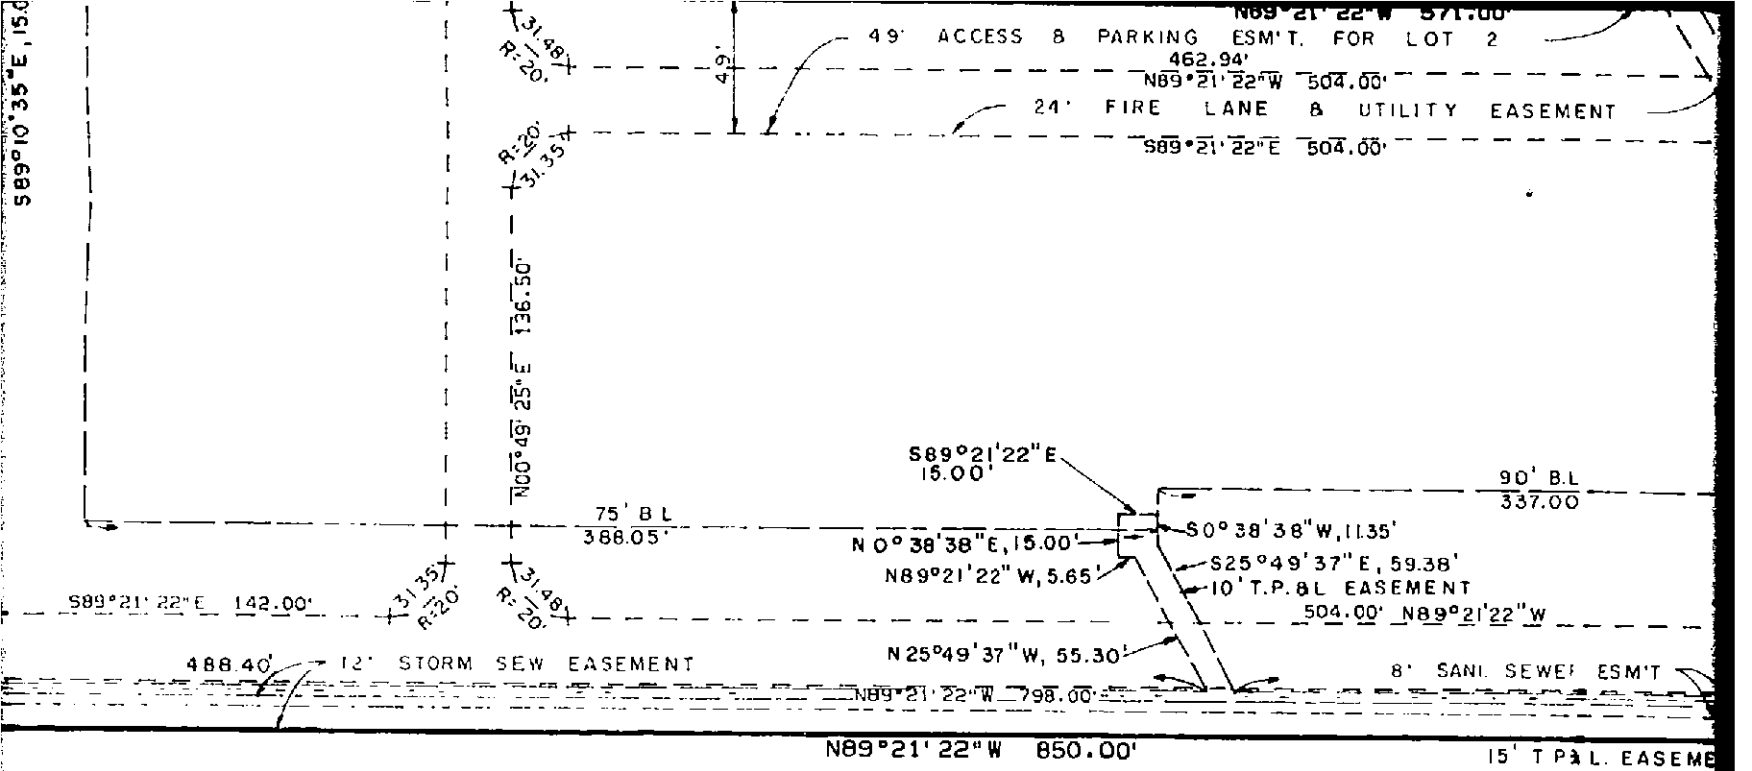 N89°21'22"W 571.00'
S89°10'35"E, 15.0
31.48'
R=20'
49'
49' ACCESS & PARKING ESM'T. FOR LOT 2
462.94'
N89°21'22"W 504.00'
24' FIRE LANE & UTILITY EASEMENT
S89°21'22"E 504.00'
R=20'
31.35'
N00°49'25"E 136.50'
S89°21'22"E
15.00'
90' B.L
337.00
75' B L
388.05'
S0°38'38"W, 11.35'
N0°38'38"E, 15.00'
S25°49'37"E, 59.38'
N89°21'22"W, 5.65'
10' T.P.&L EASEMENT
S89°21'22"E 142.00'
31.35'
R=20'
31.48'
R=20'
504.00' N89°21'22"W
N25°49'37"W, 55.30'
488.40'
12' STORM SEW EASEMENT
8' SANI. SEWER ESM'T
N89°21'22"W 798.00'
N89°21'22"W 850.00'
15' T P& L. EASEME